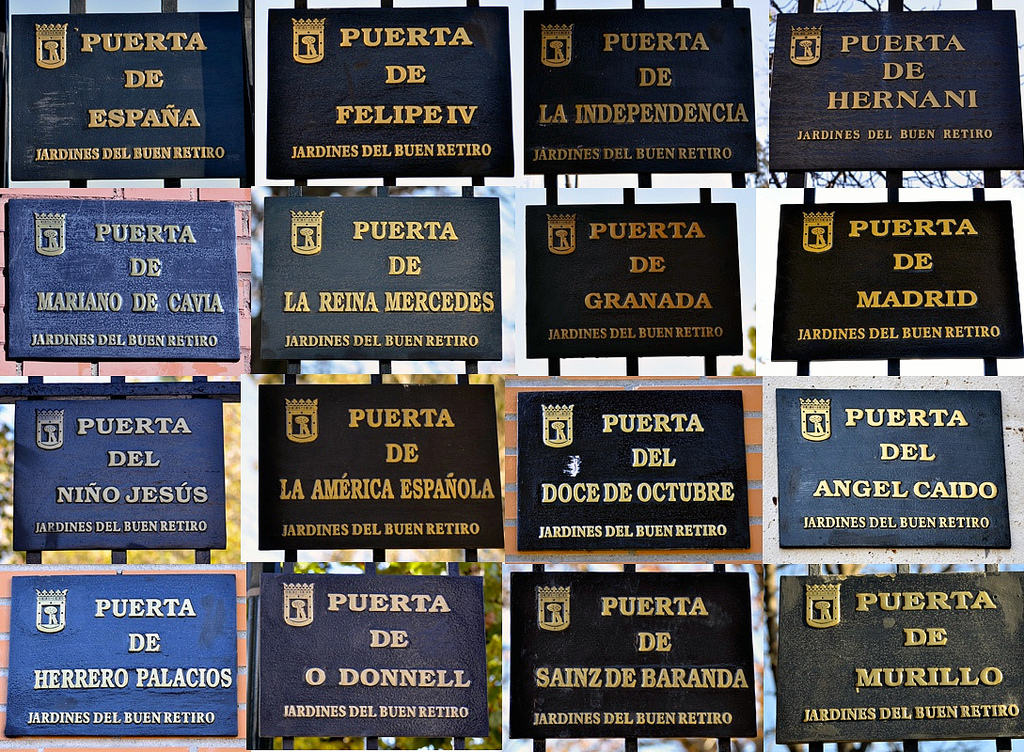 PUERTA
DE
ESPAÑA
JARDINES DEL BUEN RETIRO
PUERTA
DE
FELIPE IV
JARDINES DEL BUEN RETIRO
PUERTA
DE
LA INDEPENDENCIA
JARDINES DEL BUEN RETIRO
PUERTA
DE
HERNANI
JARDINES DEL BUEN RETIRO
PUERTA
DE
MARIANO DE CAVIA
JARDINES DEL BUEN RETIRO
PUERTA
DE
LA REINA MERCEDES
JARDINES DEL BUEN RETIRO
PUERTA
DE
GRANADA
JARDINES DEL BUEN RETIRO
PUERTA
DE
MADRID
JARDINES DEL BUEN RETIRO
PUERTA
DEL
NIÑO JESÚS
JARDINES DEL BUEN RETIRO
PUERTA
DE
LA AMÉRICA ESPAÑOLA
JARDINES DEL BUEN RETIRO
PUERTA
DEL
DOCE DE OCTUBRE
JARDINES DEL BUEN RETIRO
PUERTA
DEL
ANGEL CAIDO
JARDINES DEL BUEN RETIRO
PUERTA
DE
HERRERO PALACIOS
JARDINES DEL BUEN RETIRO
PUERTA
DE
O DONNELL
JARDINES DEL BUEN RETIRO
PUERTA
DE
SAINZ DE BARANDA
JARDINES DEL BUEN RETIRO
PUERTA
DE
MURILLO
JARDINES DEL BUEN RETIRO